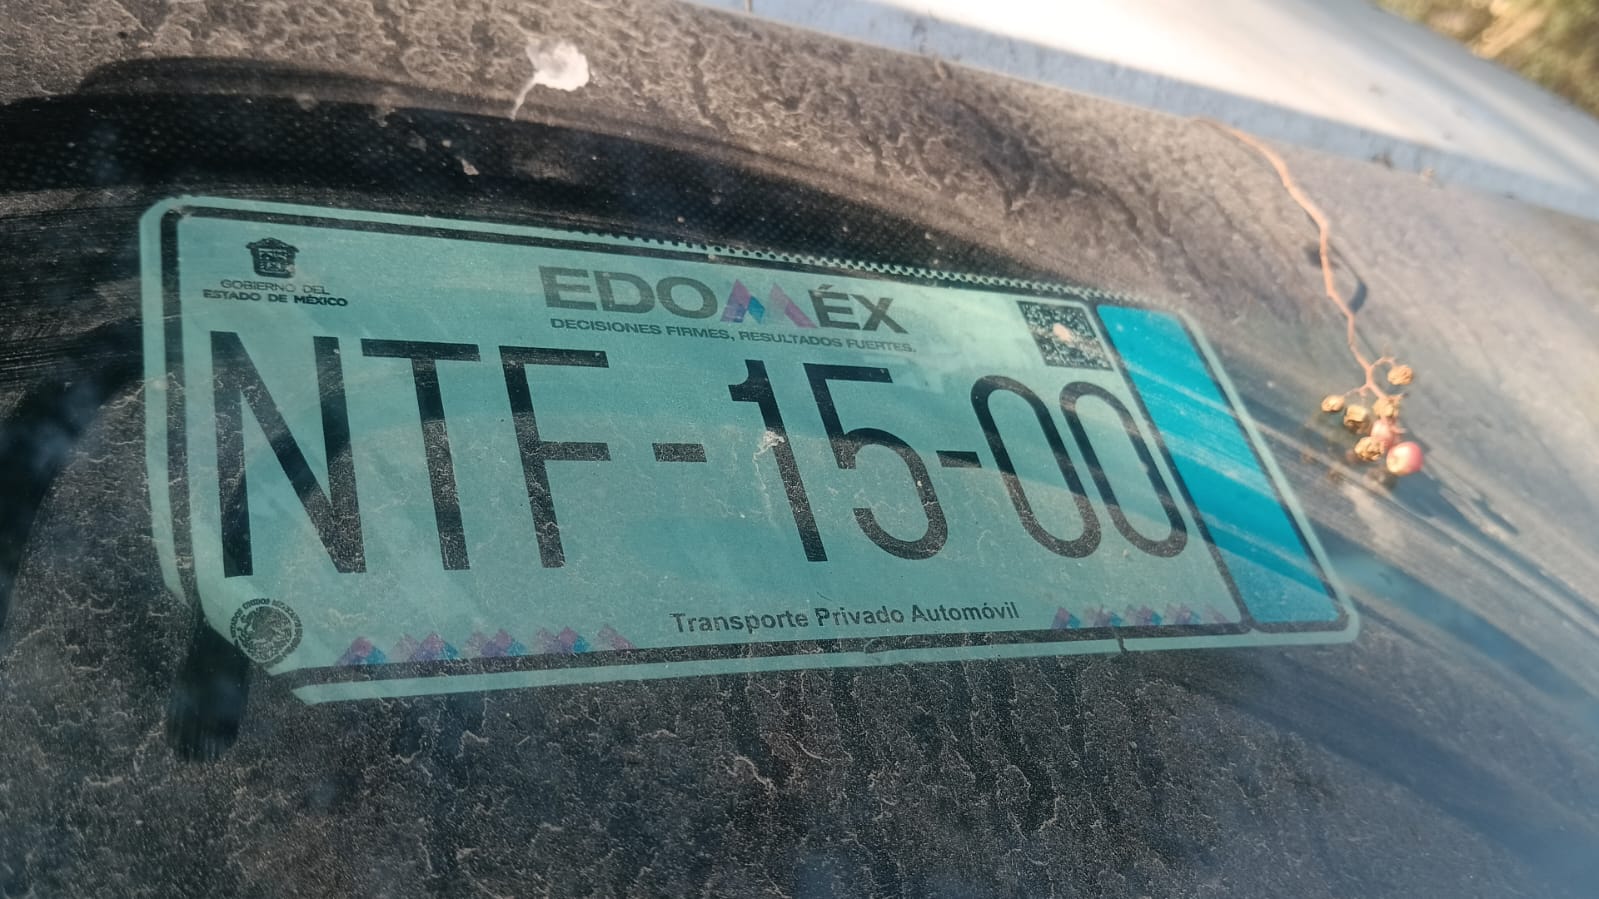 GOBIERNO DEL
ESTADO DE MÉXICO
EDOMÉX
DECISIONES FIRMES, RESULTADOS FUERTES.
NTF-15-00
Transporte Privado Automóvil